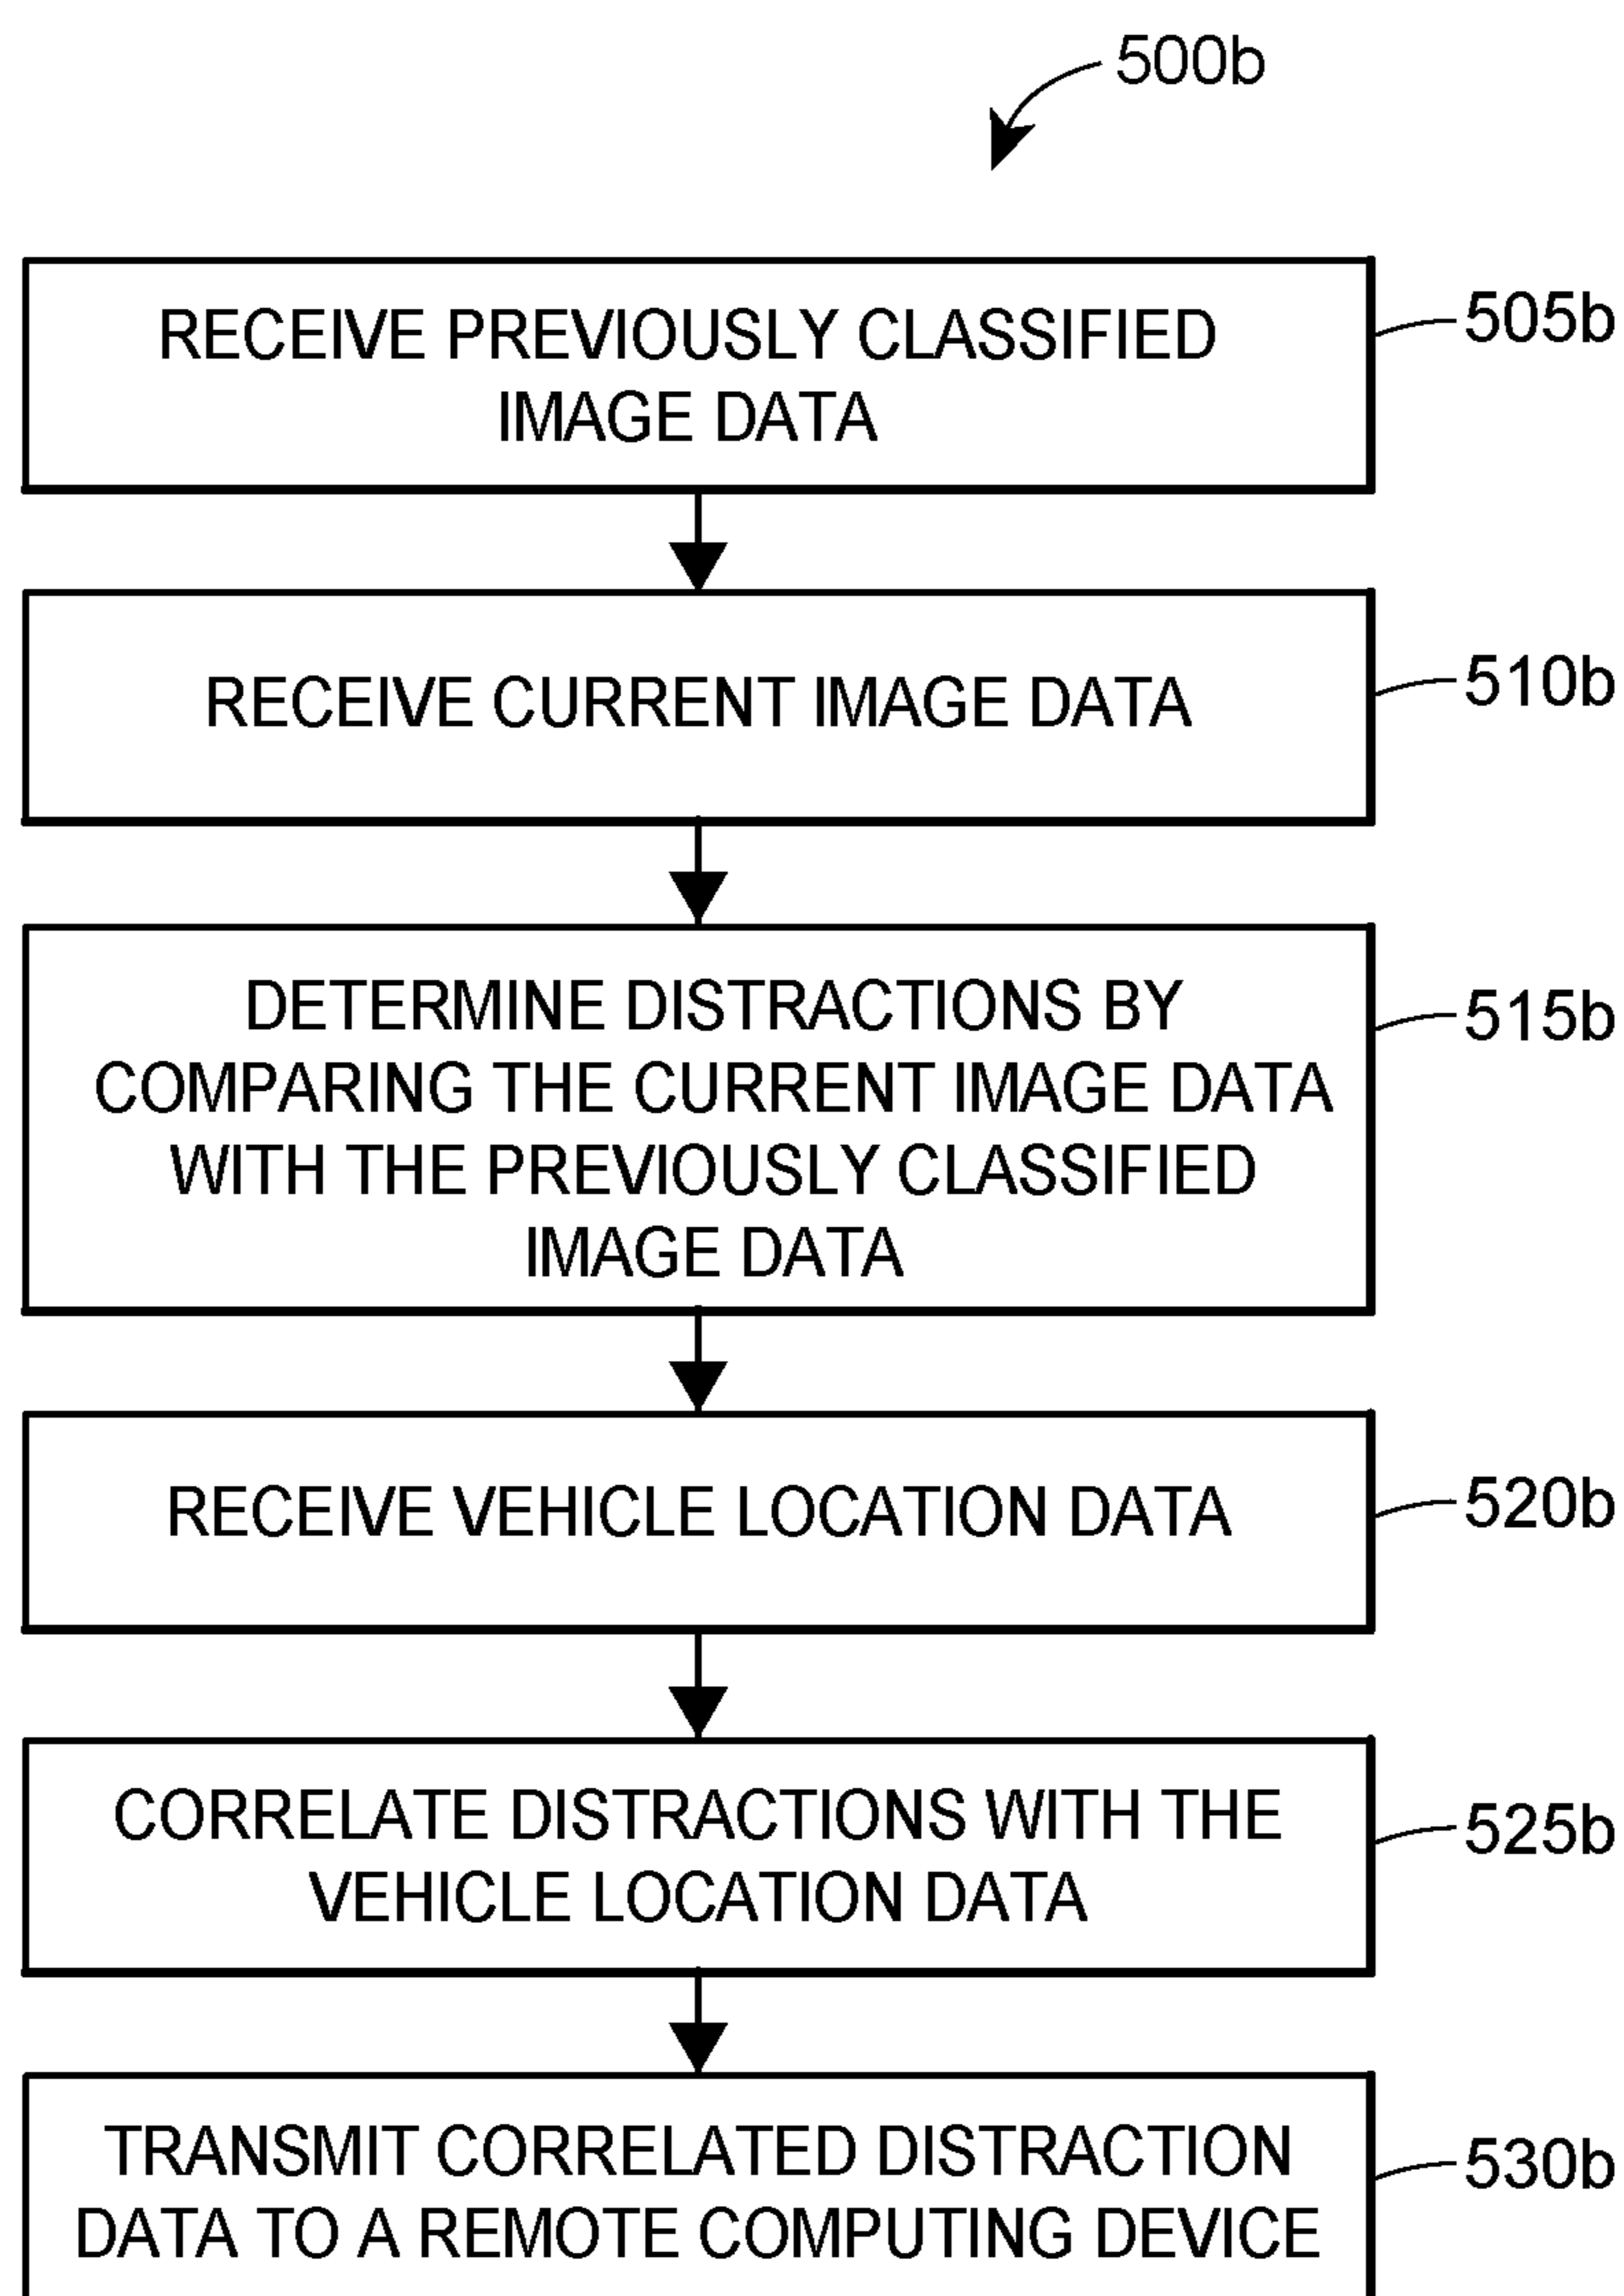 500b
RECEIVE PREVIOUSLY CLASSIFIED
IMAGE DATA
505b
RECEIVE CURRENT IMAGE DATA
510b
DETERMINE DISTRACTIONS BY
COMPARING THE CURRENT IMAGE DATA
WITH THE PREVIOUSLY CLASSIFIED
IMAGE DATA
515b
RECEIVE VEHICLE LOCATION DATA
520b
CORRELATE DISTRACTIONS WITH THE
VEHICLE LOCATION DATA
525b
TRANSMIT CORRELATED DISTRACTION
DATA TO A REMOTE COMPUTING DEVICE
530b